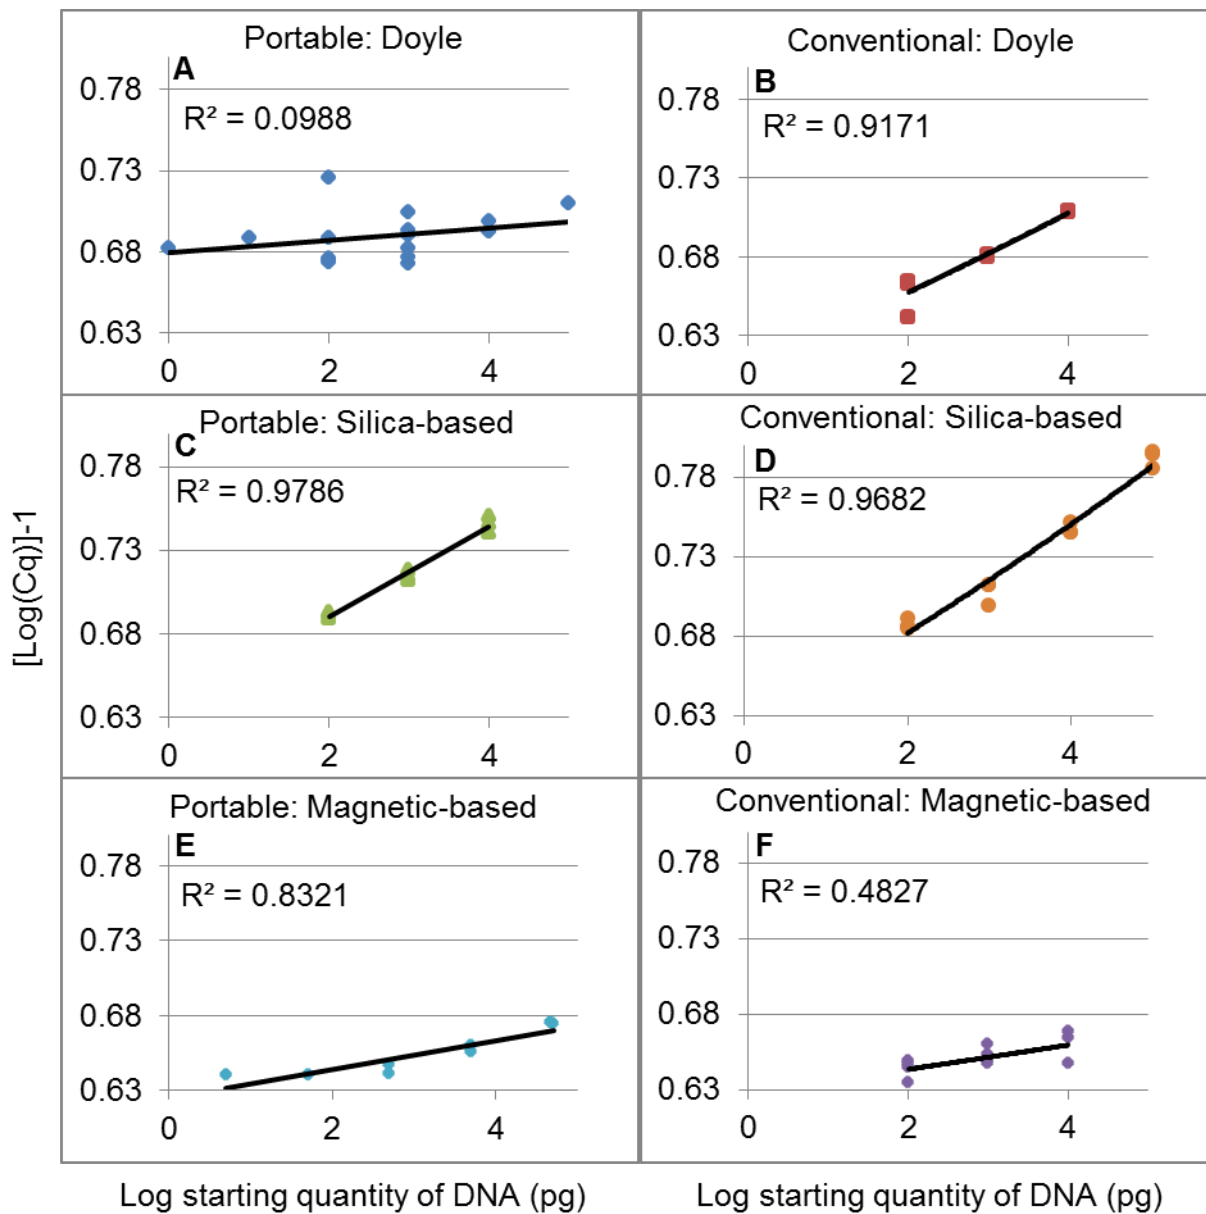 Portable: Doyle
A
R² = 0.0988
0.78
0.73
0.68
0.63
0 2 4
Conventional: Doyle
B
R² = 0.9171
0.78
0.73
0.68
0.63
0 2 4
Portable: Silica-based
C
R² = 0.9786
0.78
0.73
0.68
0.63
0 2 4
Conventional: Silica-based
D
R² = 0.9682
0.78
0.73
0.68
0.63
0 2 4
Portable: Magnetic-based
E
R² = 0.8321
0.78
0.73
0.68
0.63
0 2 4
Conventional: Magnetic-based
F
R² = 0.4827
0.78
0.73
0.68
0.63
0 2 4
[Log(Cq)]-1
Log starting quantity of DNA (pg)
Log starting quantity of DNA (pg)